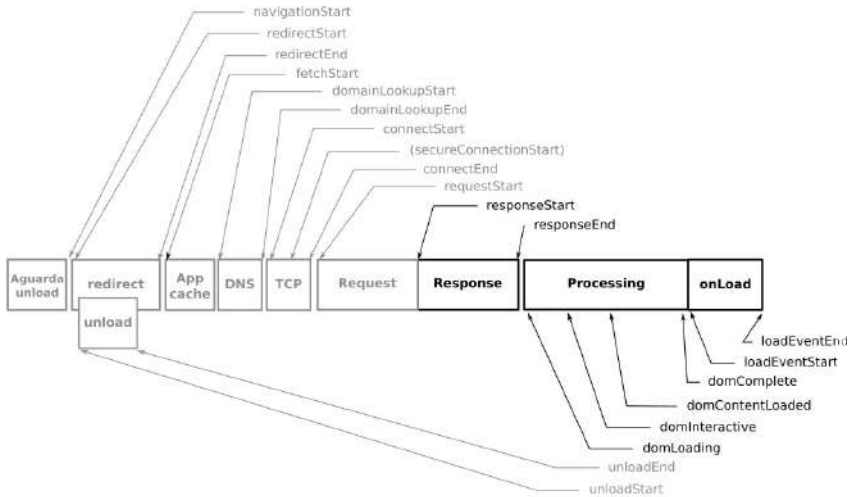 navigationStart
redirectStart
redirectEnd
fetchStart
domainLookupStart
domainLookupEnd
connectStart
(secureConnectionStart)
connectEnd
requestStart
responseStart
responseEnd
Aguarda
unload
redirect
App
cache
DNS
TCP
Request
Response
Processing
onLoad
unload
loadEventEnd
loadEventStart
domComplete
domContentLoaded
domInteractive
domLoading
unloadEnd
unloadStart